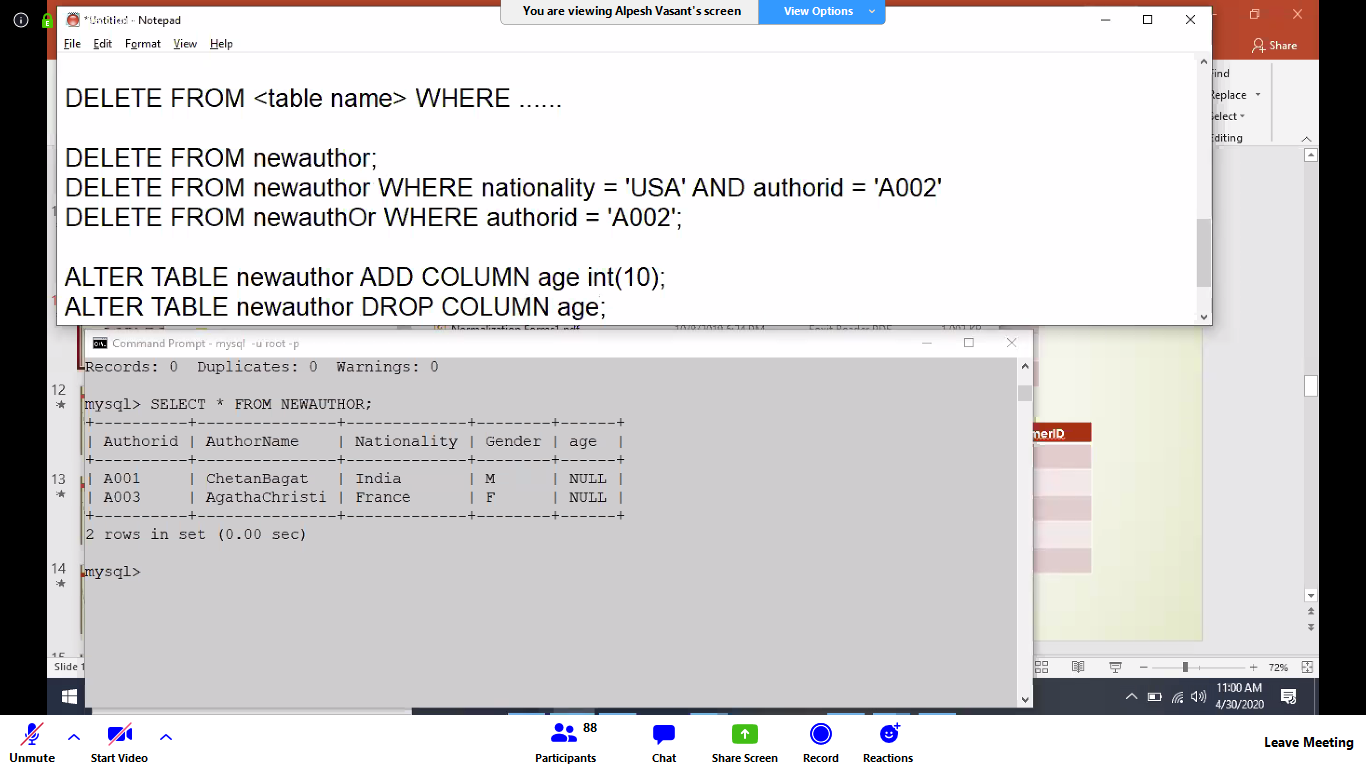 You are viewing Alpesh Vasant's screen
View Options
*Untitled - Notepad
File Edit Format View Help
DELETE FROM <table name> WHERE ......
DELETE FROM newauthor;
DELETE FROM newauthor WHERE nationality = 'USA' AND authorid = 'A002'
DELETE FROM newauthOr WHERE authorid = 'A002';
ALTER TABLE newauthor ADD COLUMN age int(10);
ALTER TABLE newauthor DROP COLUMN age;
Share
Find
Replace
Select
Editing
Command Prompt - mysql -u root -p
Records: 0 Duplicates: 0 Warnings: 0
mysql> SELECT * FROM NEWAUTHOR;
+----------+---------------+-------------+--------+------+
| Authorid | AuthorName | Nationality | Gender | age |
+----------+---------------+-------------+--------+------+
| A001 | ChetanBagat | India | M | NULL |
| A003 | AgathaChristi | France | F | NULL |
+----------+---------------+-------------+--------+------+
2 rows in set (0.00 sec)
mysql>
12
13
14
15
merID
Slide 1
72%
11:00 AM
4/30/2020
Unmute
Start Video
88
Participants
Chat
Share Screen
Record
Reactions
Leave Meeting